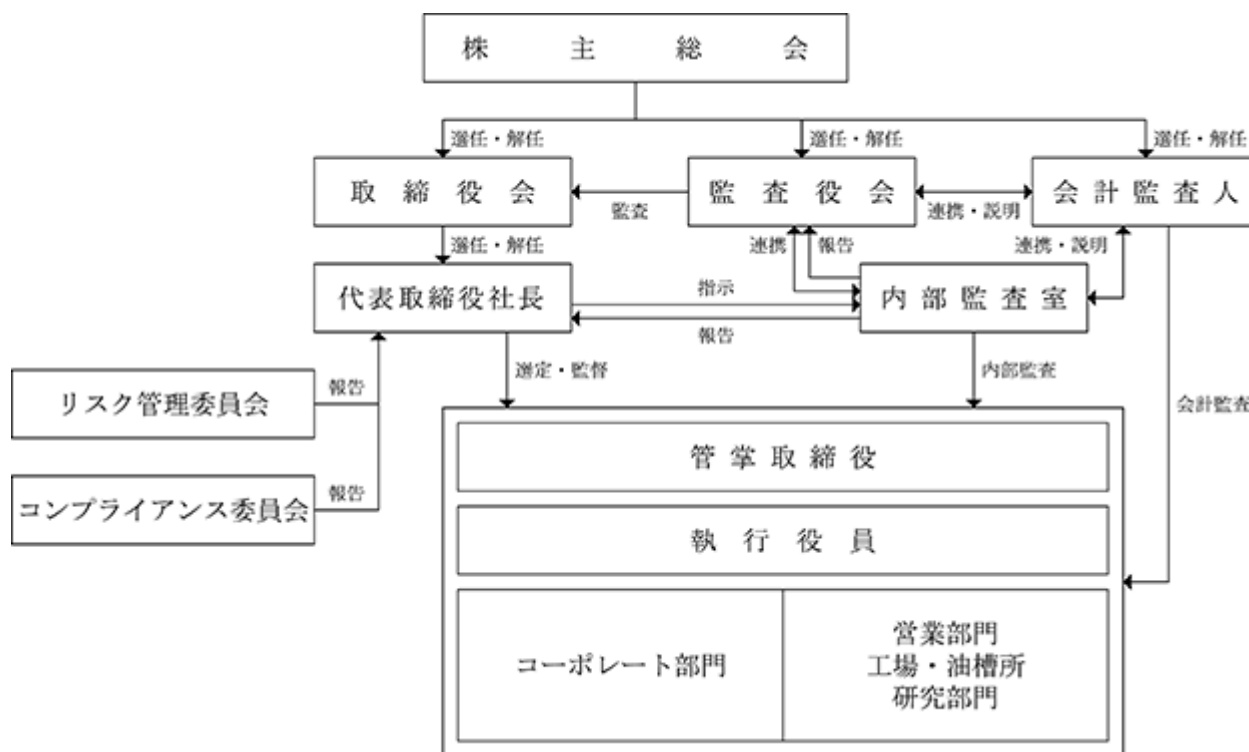 株主総会
選任・解任
選任・解任
選任・解任
取締役会
監査
監査役会
連携・説明
会計監査人
選任・解任
連携
報告
連携・説明
代表取締役社長
指示
報告
内部監査室
選定・監督
内部監査
会計監査
リスク管理委員会
報告
コンプライアンス委員会
報告
管掌取締役
執行役員
コーポレート部門
営業部門
工場・油槽所
研究部門